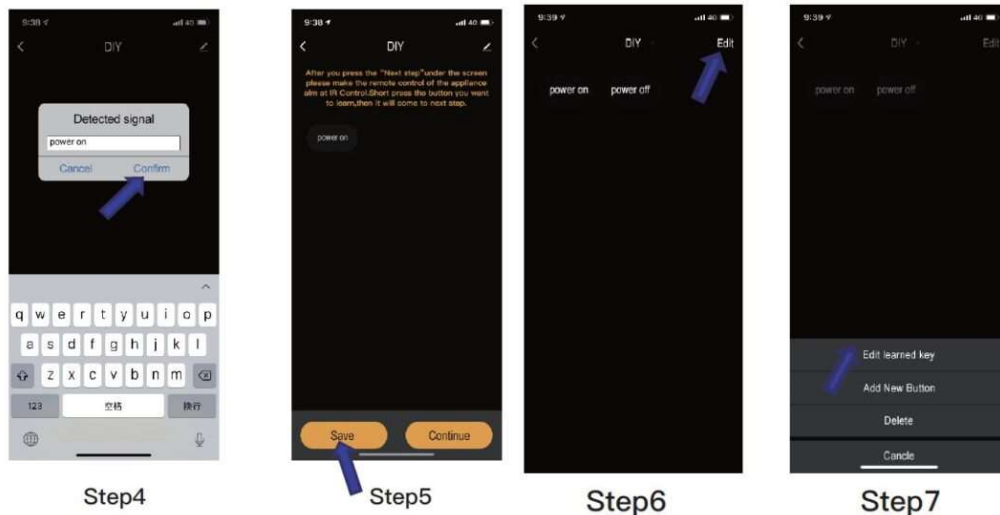 9:38
40
DIY
Detected signal
power on
Cancel
Confirm
q w e r t y u i o p
a s d f g h j k l
z x c v b n m
123
空格
换行
Step4
9:38
40
DIY
After you press the "Next step"under the screen
please make the remote control of the appliance
aim at IR Control.Short press the button you want
to learn,then it will come to next step.
power on
Save
Continue
Step5
9:39
40
DIY
Edit
power on
power off
Step6
9:39
40
DIY
Edit
power on
power off
Edit learned key
Add New Button
Delete
Cancle
Step7